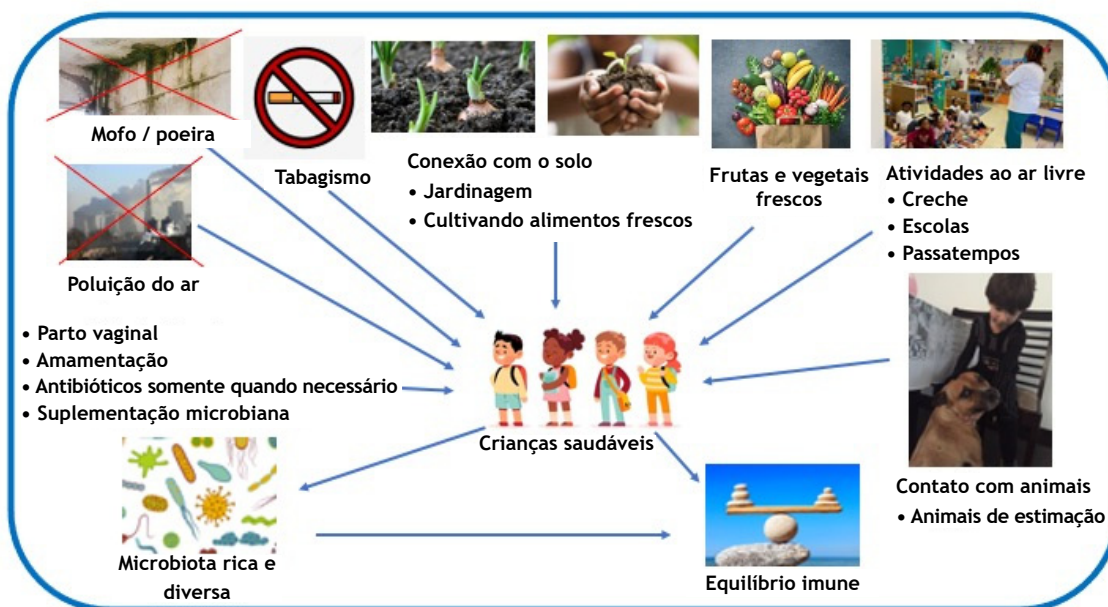 Mofo / poeira
Tabagismo
Conexão com o solo
• Jardinagem
• Cultivando alimentos frescos
Frutas e vegetais
frescos
Atividades ao ar livre
• Creche
• Escolas
• Passatempos
Poluição do ar
• Parto vaginal
• Amamentação
• Antibióticos somente quando necessário
• Suplementação microbiana
Crianças saudáveis
Contato com animais
• Animais de estimação
Microbiota rica e
diversa
Equilíbrio imune